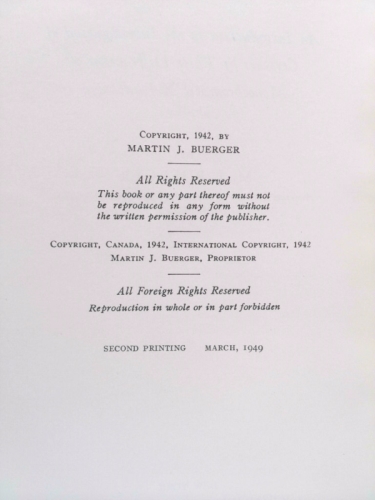 COPYRIGHT, 1942, BY
MARTIN J. BUERGER
All Rights Reserved
This book or any part thereof must not
be reproduced in any form without
the written permission of the publisher.
COPYRIGHT, CANADA, 1942, INTERNATIONAL COPYRIGHT, 1942
MARTIN J. BUERGER, PROPRIETOR
All Foreign Rights Reserved
Reproduction in whole or in part forbidden
SECOND PRINTING MARCH, 1949